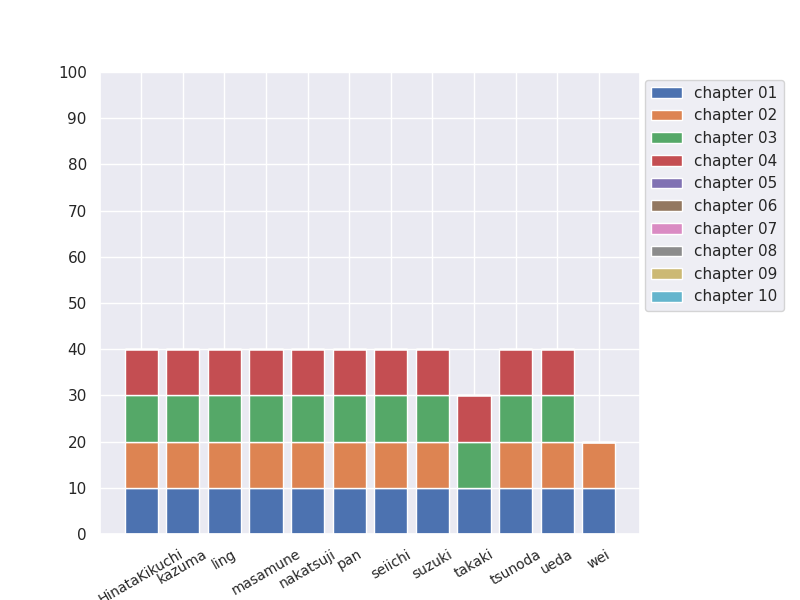 100
90
80
70
60
50
40
30
20
10
0
HinataKikuchi
kazuma
ling
masamune
nakatsuji
pan
seiichi
suzuki
takaki
tsunoda
ueda
wei
chapter 01
chapter 02
chapter 03
chapter 04
chapter 05
chapter 06
chapter 07
chapter 08
chapter 09
chapter 10